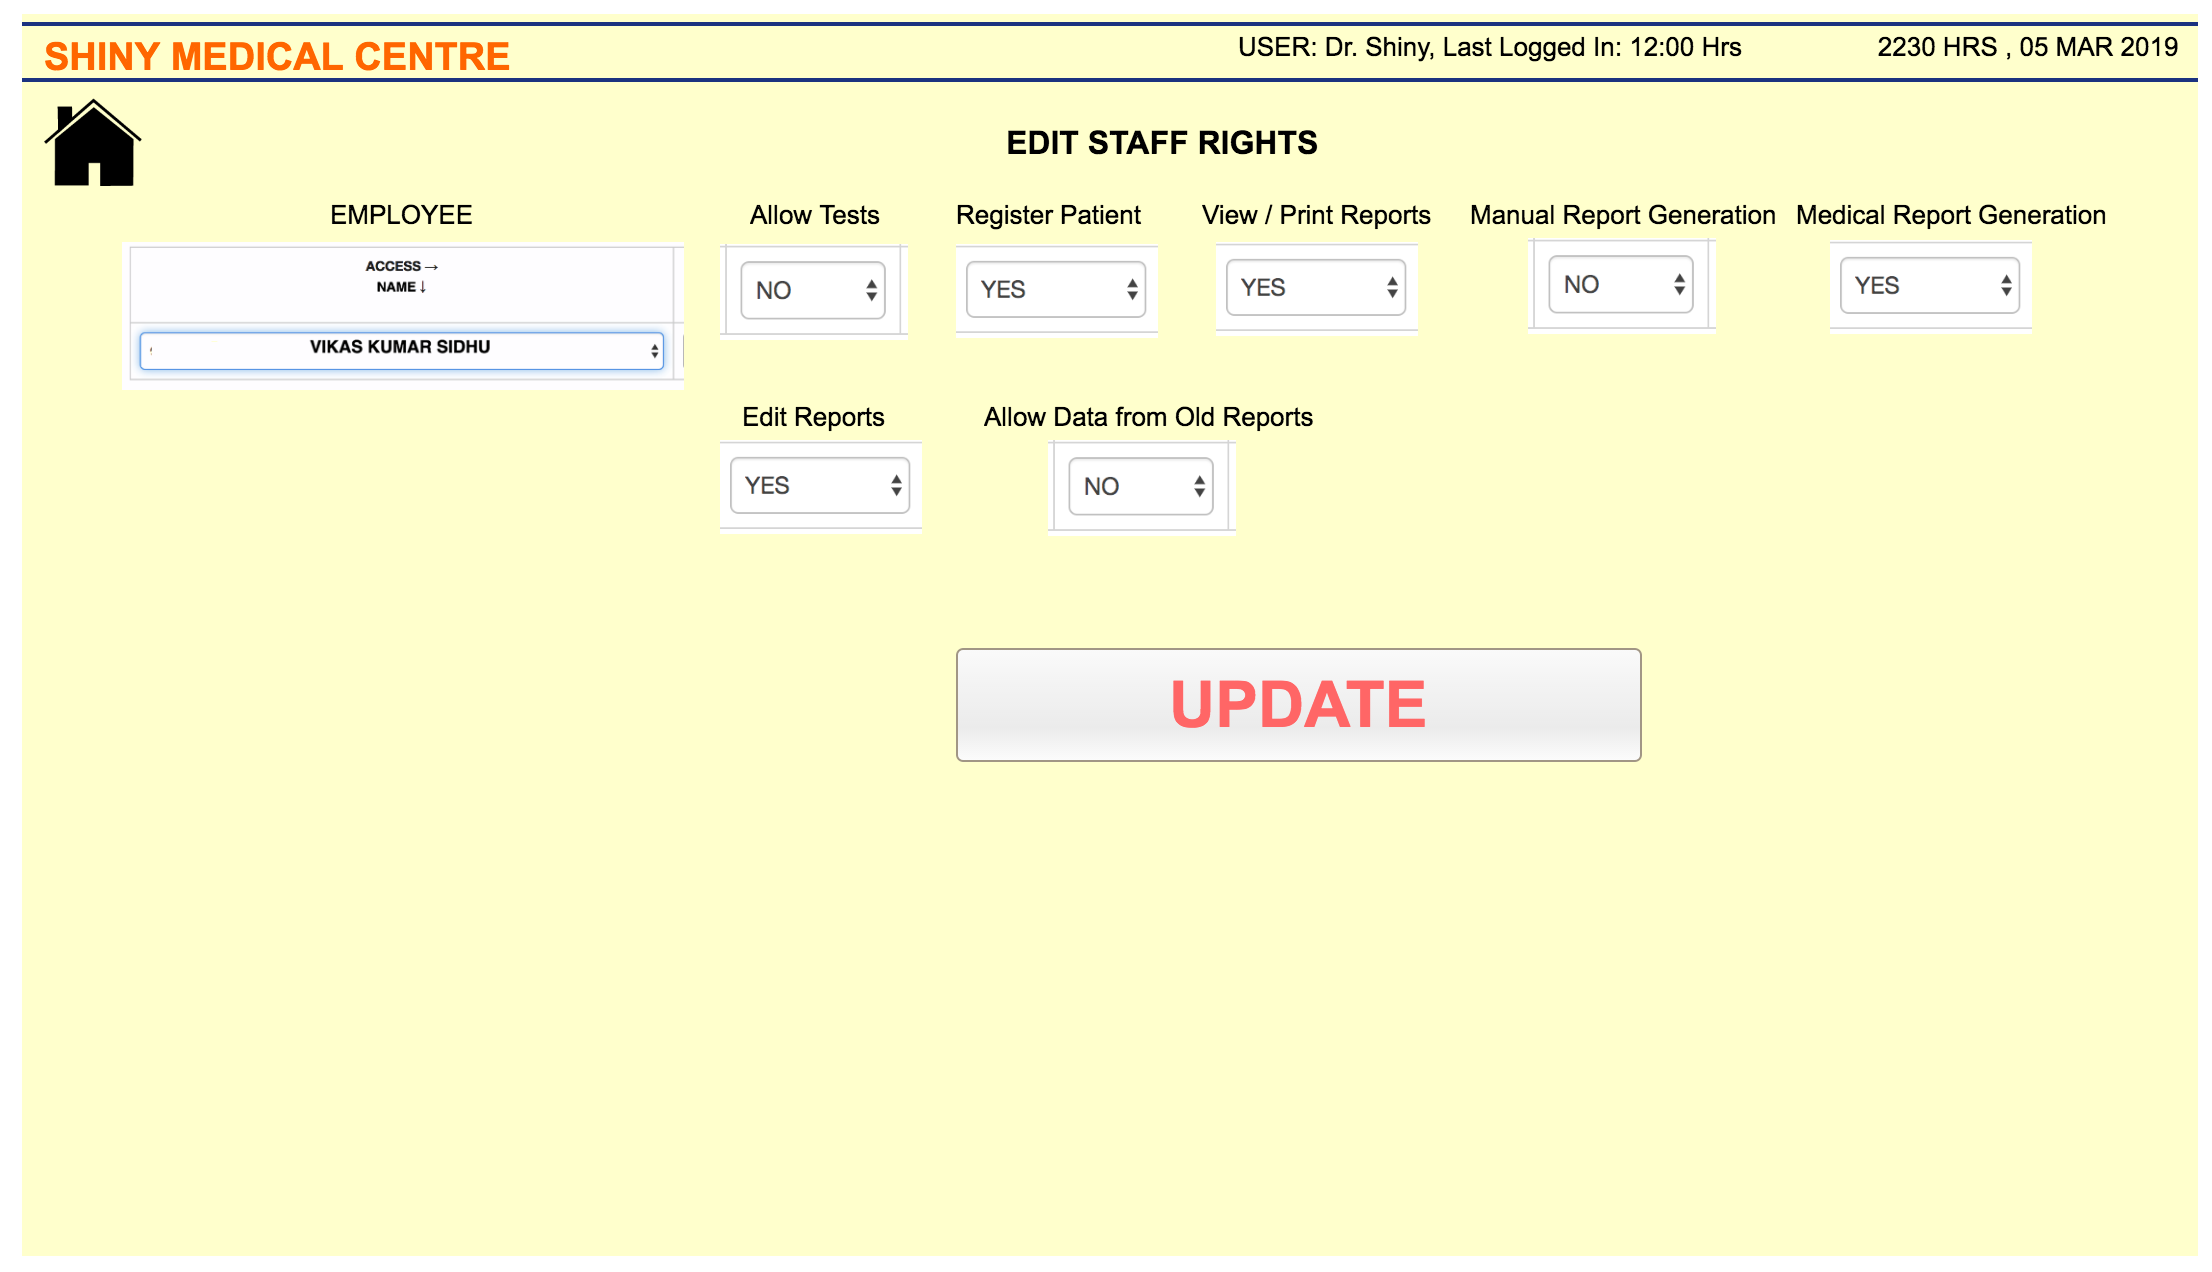 SHINY MEDICAL CENTRE
USER: Dr. Shiny, Last Logged In: 12:00 Hrs
2230 HRS , 05 MAR 2019
EDIT STAFF RIGHTS
EMPLOYEE
ACCESS→
NAME↓
VIKAS KUMAR SIDHU
Allow Tests
NO
Register Patient
YES
View / Print Reports
YES
Manual Report Generation
NO
Medical Report Generation
YES
Edit Reports
YES
Allow Data from Old Reports
NO
UPDATE